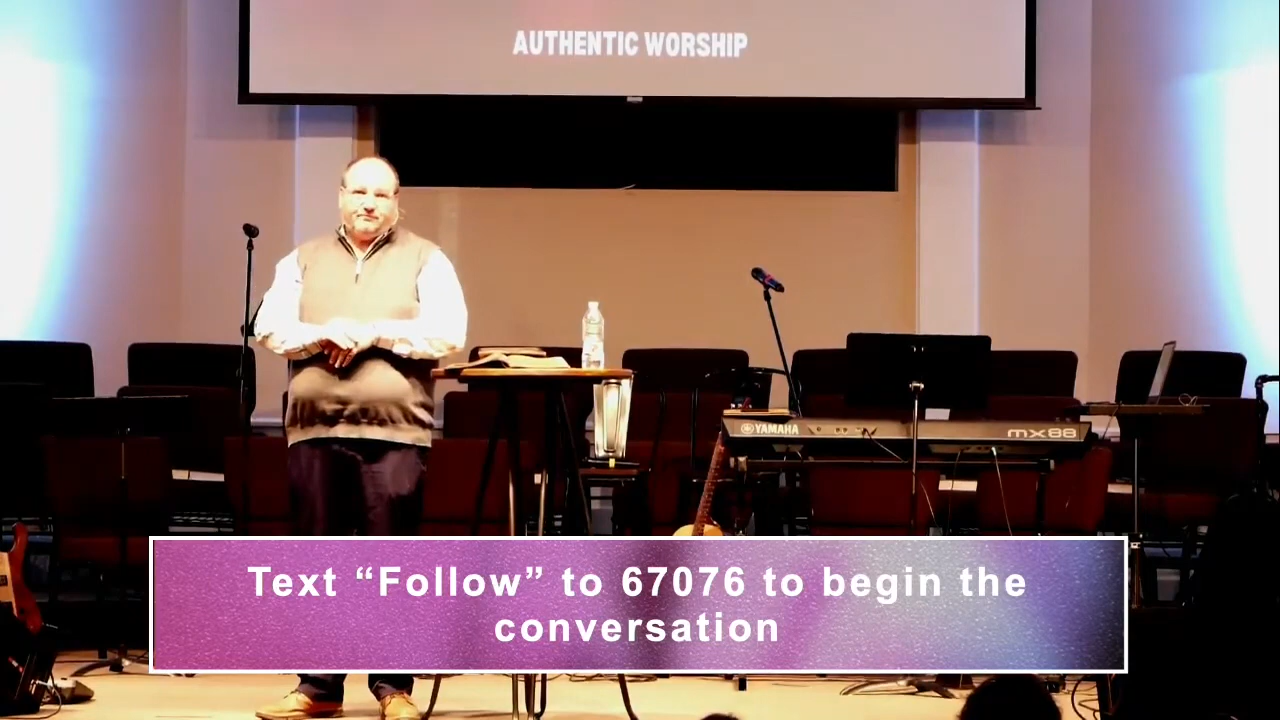 AUTHENTIC WORSHIP
YAMAHA
MX88
Text “Follow” to 67076 to begin the
conversation